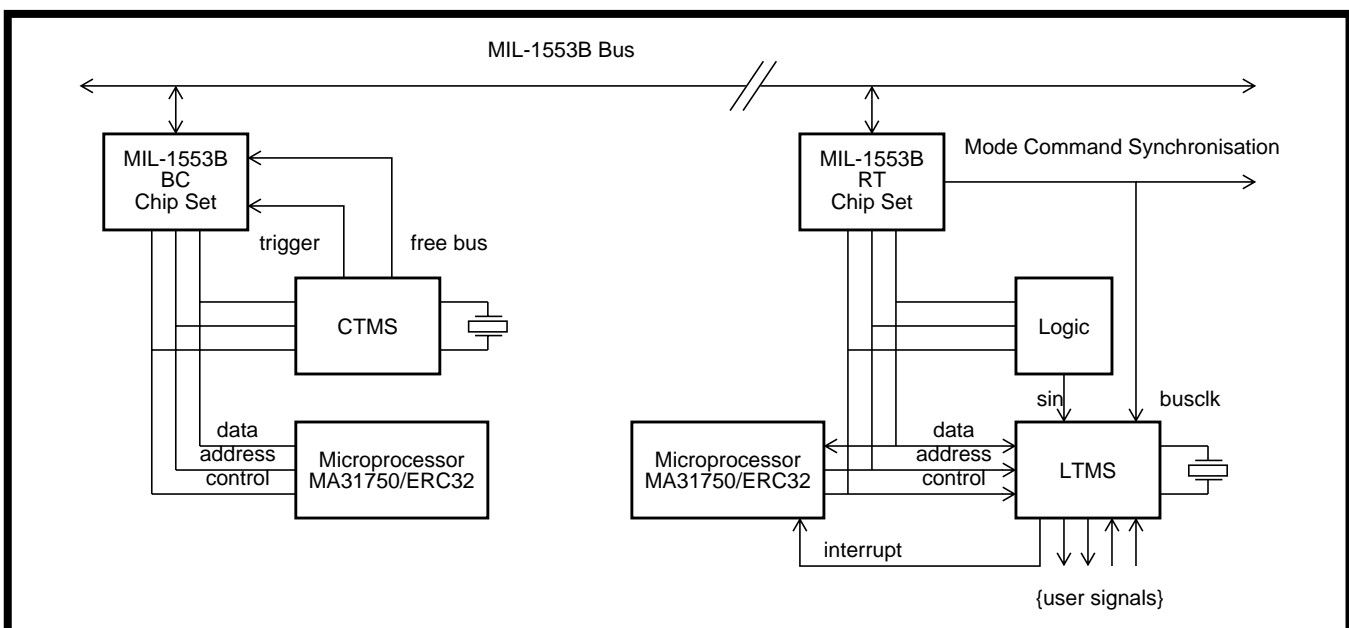 MIL-1553B Bus
MIL-1553B
BC
Chip Set
trigger
free bus
CTMS
data
address
control
Microprocessor
MA31750/ERC32
MIL-1553B
RT
Chip Set
Mode Command Synchronisation
Logic
sin
busclk
Microprocessor
MA31750/ERC32
data
address
control
LTMS
interrupt
{user signals}